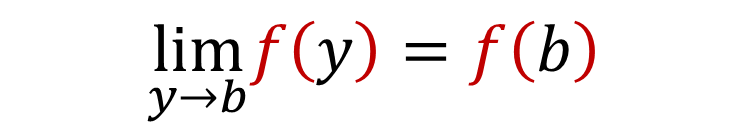 lim f(y) = f(b)
y→b